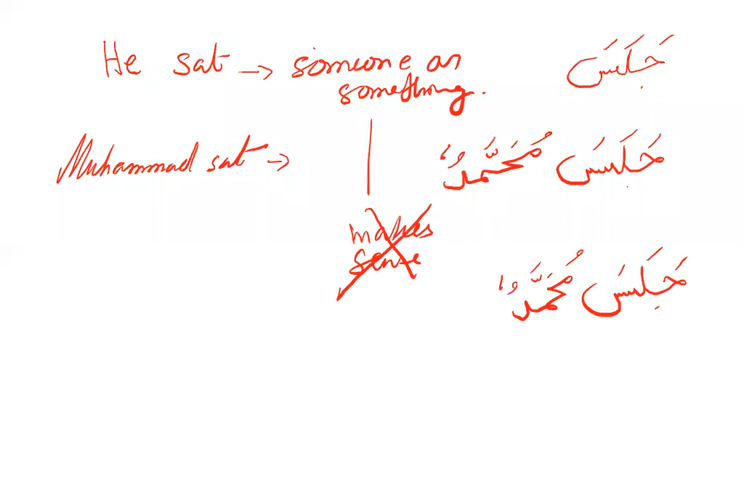 He sat → someone or جَلَسَ
something.
Muhammad sat → جَلَسَ مُحَمَّدٌ
makes
sense
جَلَسَ مُحَمَّدٌ